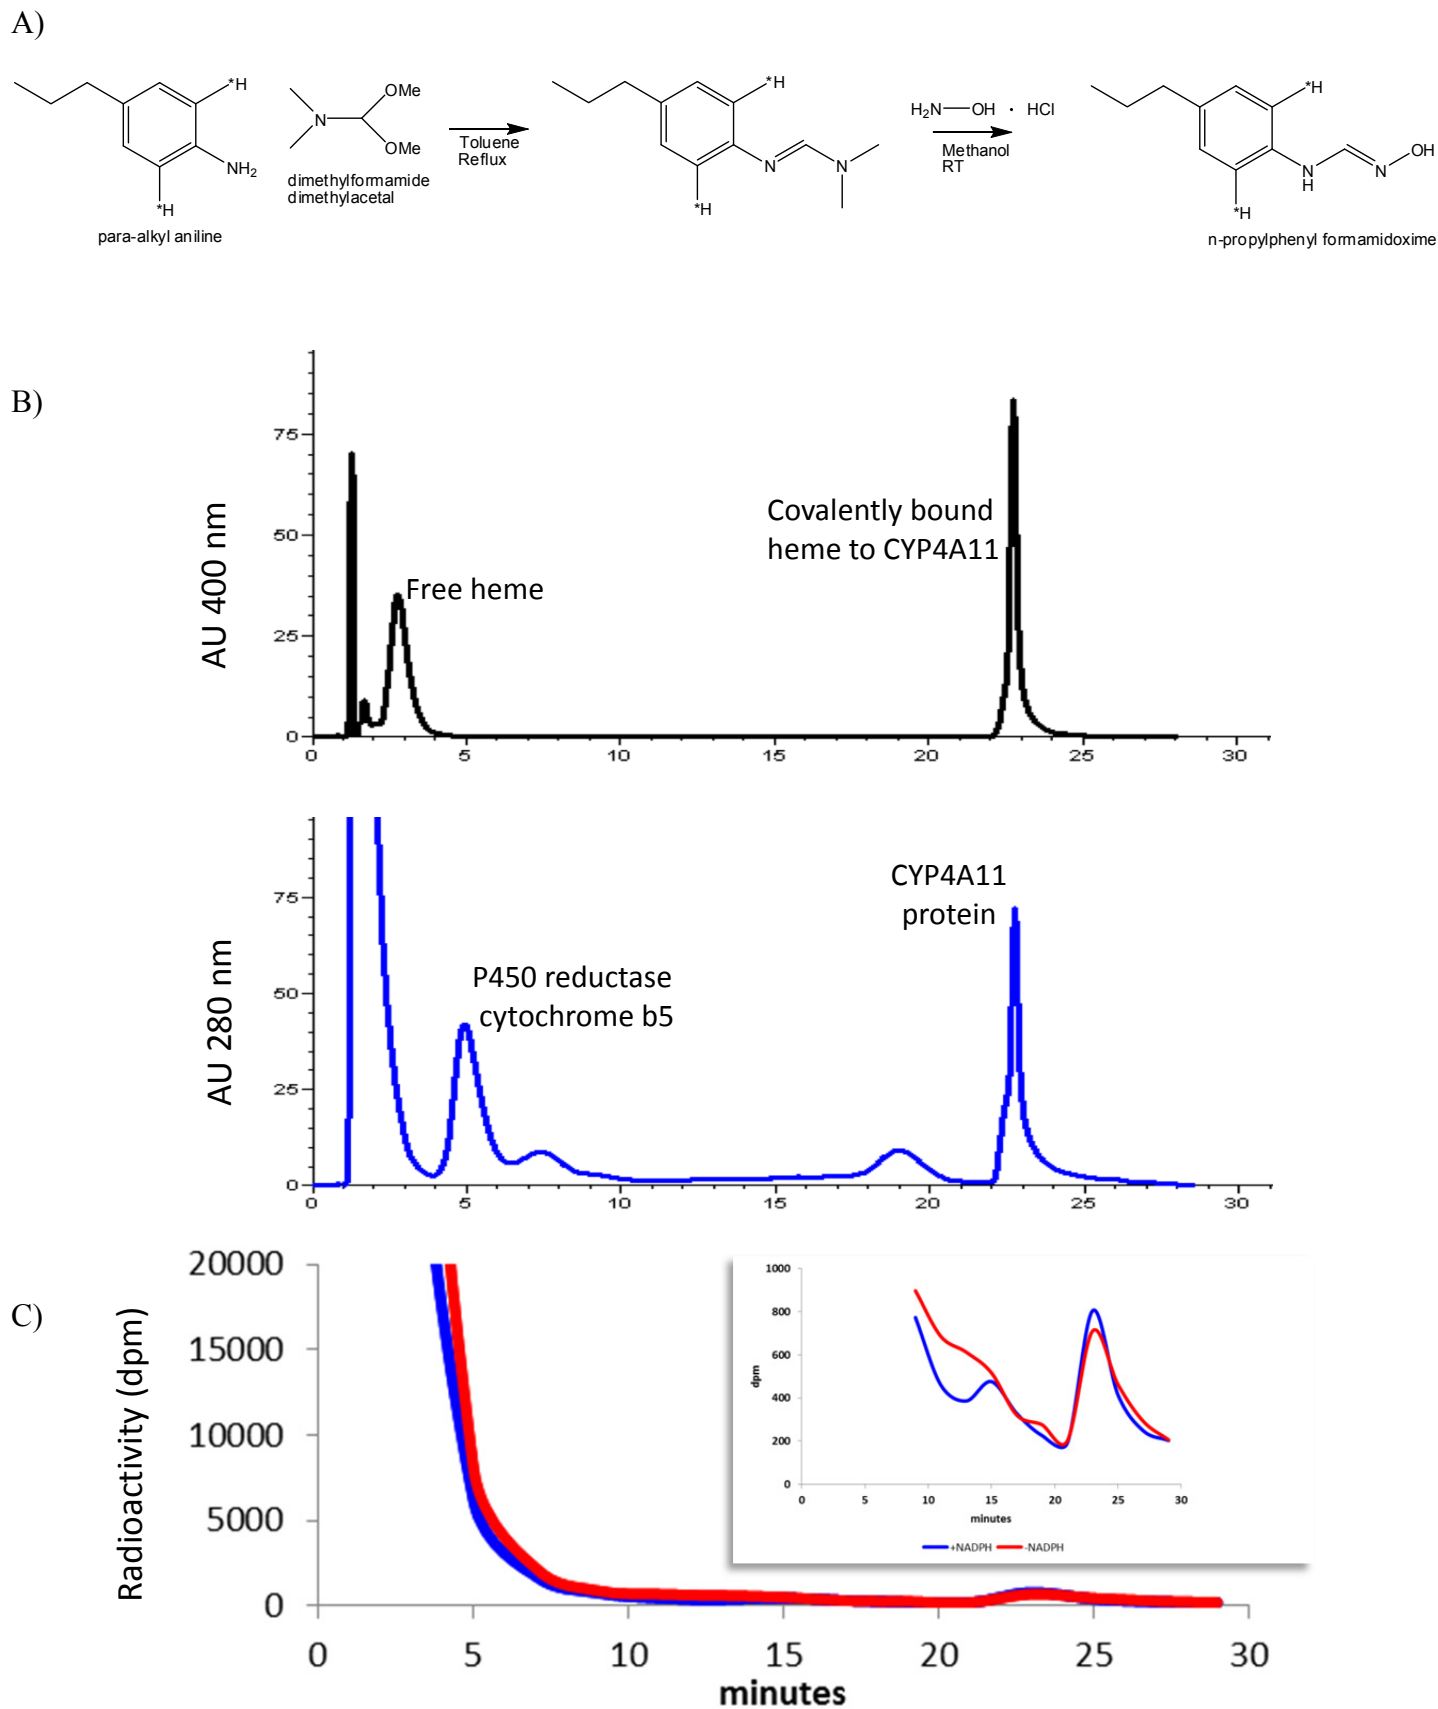 A)
*H
NH2
*H
para-alkyl aniline
N
OMe
OMe
dimethylformamide
dimethylacetal
Toluene
Reflux
*H
N
N
*H
H2N—OH · HCl
Methanol
RT
*H
OH
N
H
N
*H
n-propylphenyl formamidoxime
B)
AU 400 nm
75
50
25
0
Free heme
Covalently bound
heme to CYP4A11
0 5 10 15 20 25 30
AU 280 nm
75
50
25
0
P450 reductase
cytochrome b5
CYP4A11
protein
0 5 10 15 20 25 30
C)
Radioactivity (dpm)
20000
15000
10000
5000
0
0 5 10 15 20 25 30
minutes
dpm
1000
800
600
400
200
0
0 5 10 15 20 25 30
minutes
+NADPH -NADPH